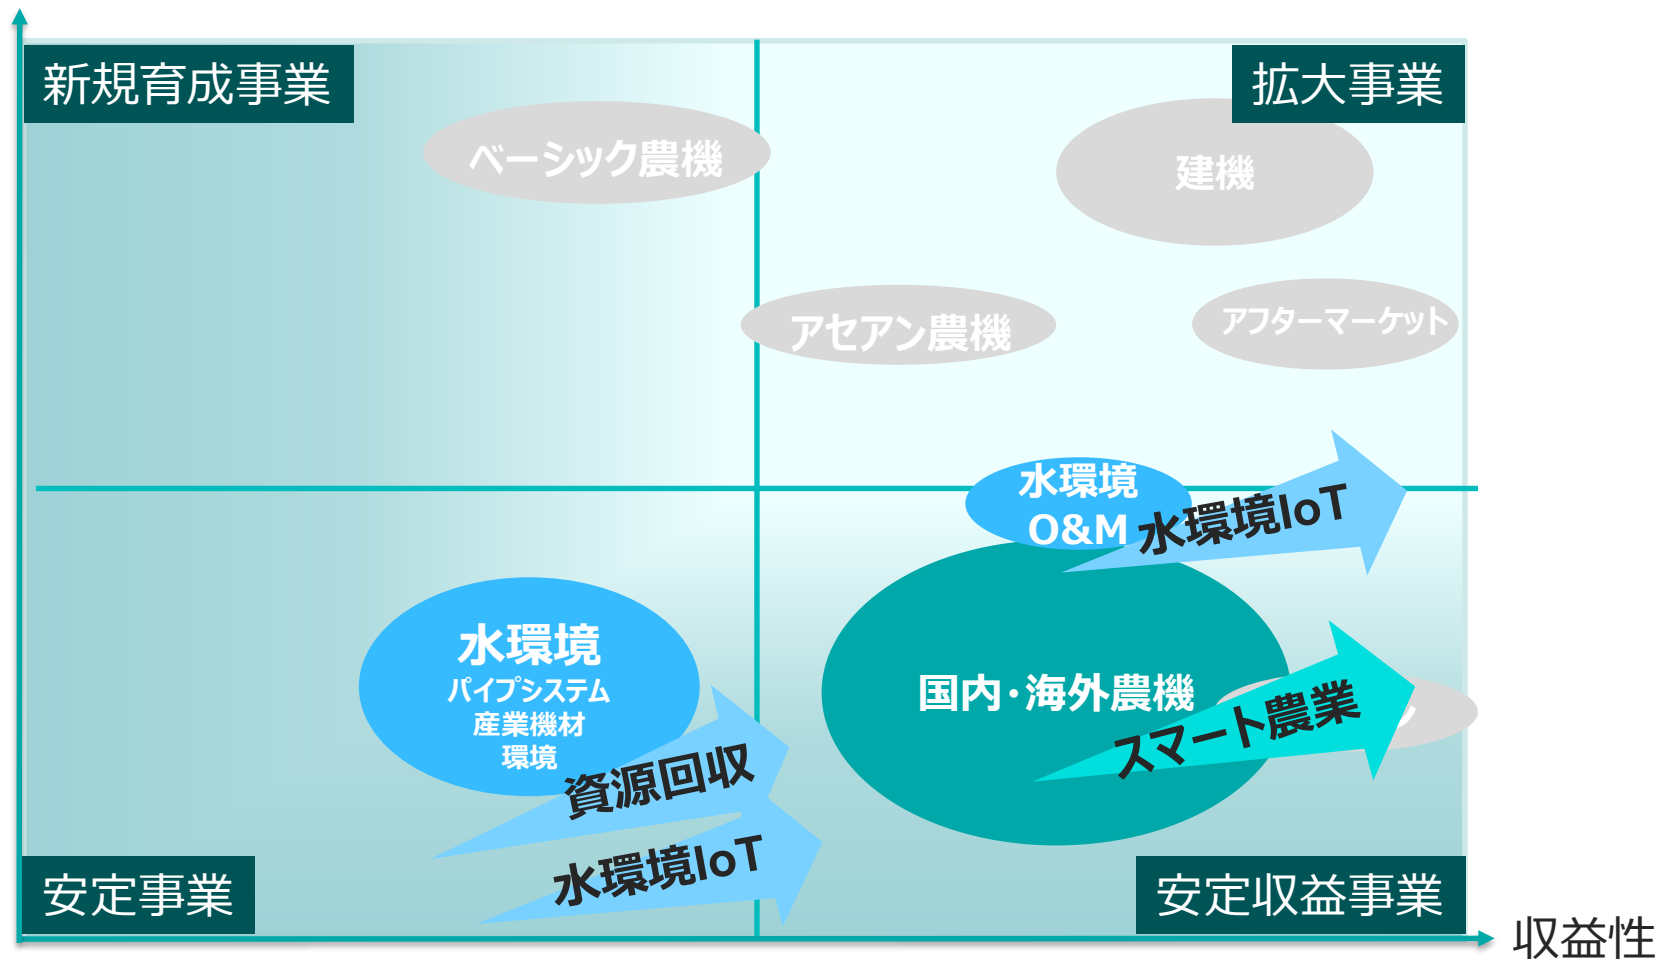 新規育成事業
拡大事業
ベーシック農機
建機
アセアン農機
アフターマーケット
水環境
O&M
水環境IoT
水環境
パイプシステム
産業機材
環境
国内・海外農機
スマート農業
資源回収
水環境IoT
安定事業
安定収益事業
収益性